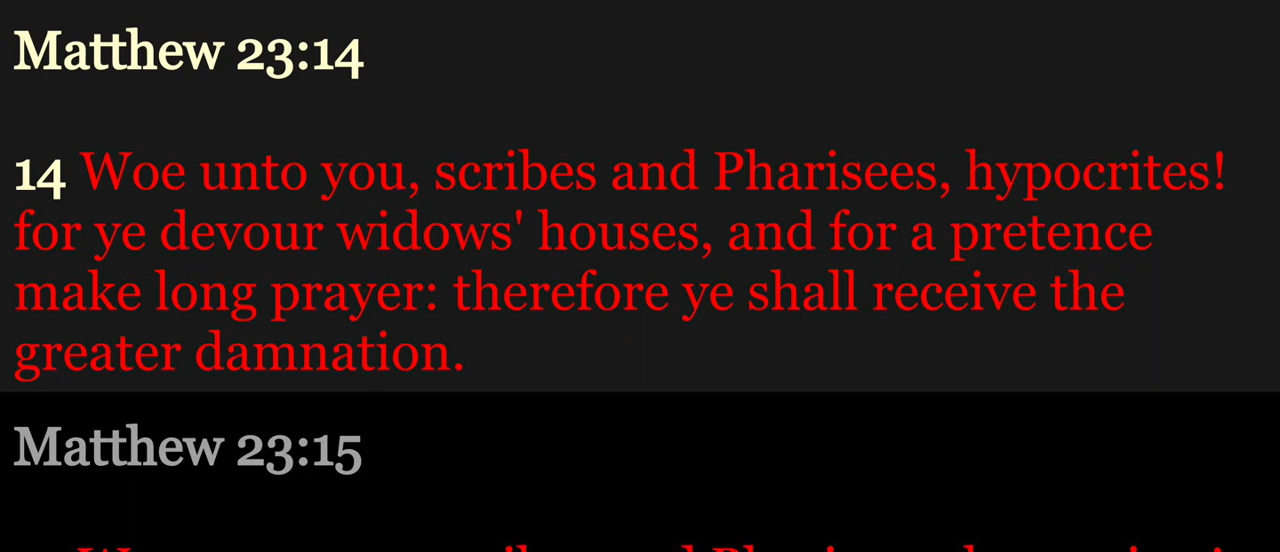 Matthew 23:14
14 Woe unto you, scribes and Pharisees, hypocrites!
for ye devour widows' houses, and for a pretence
make long prayer: therefore ye shall receive the
greater damnation.
Matthew 23:15